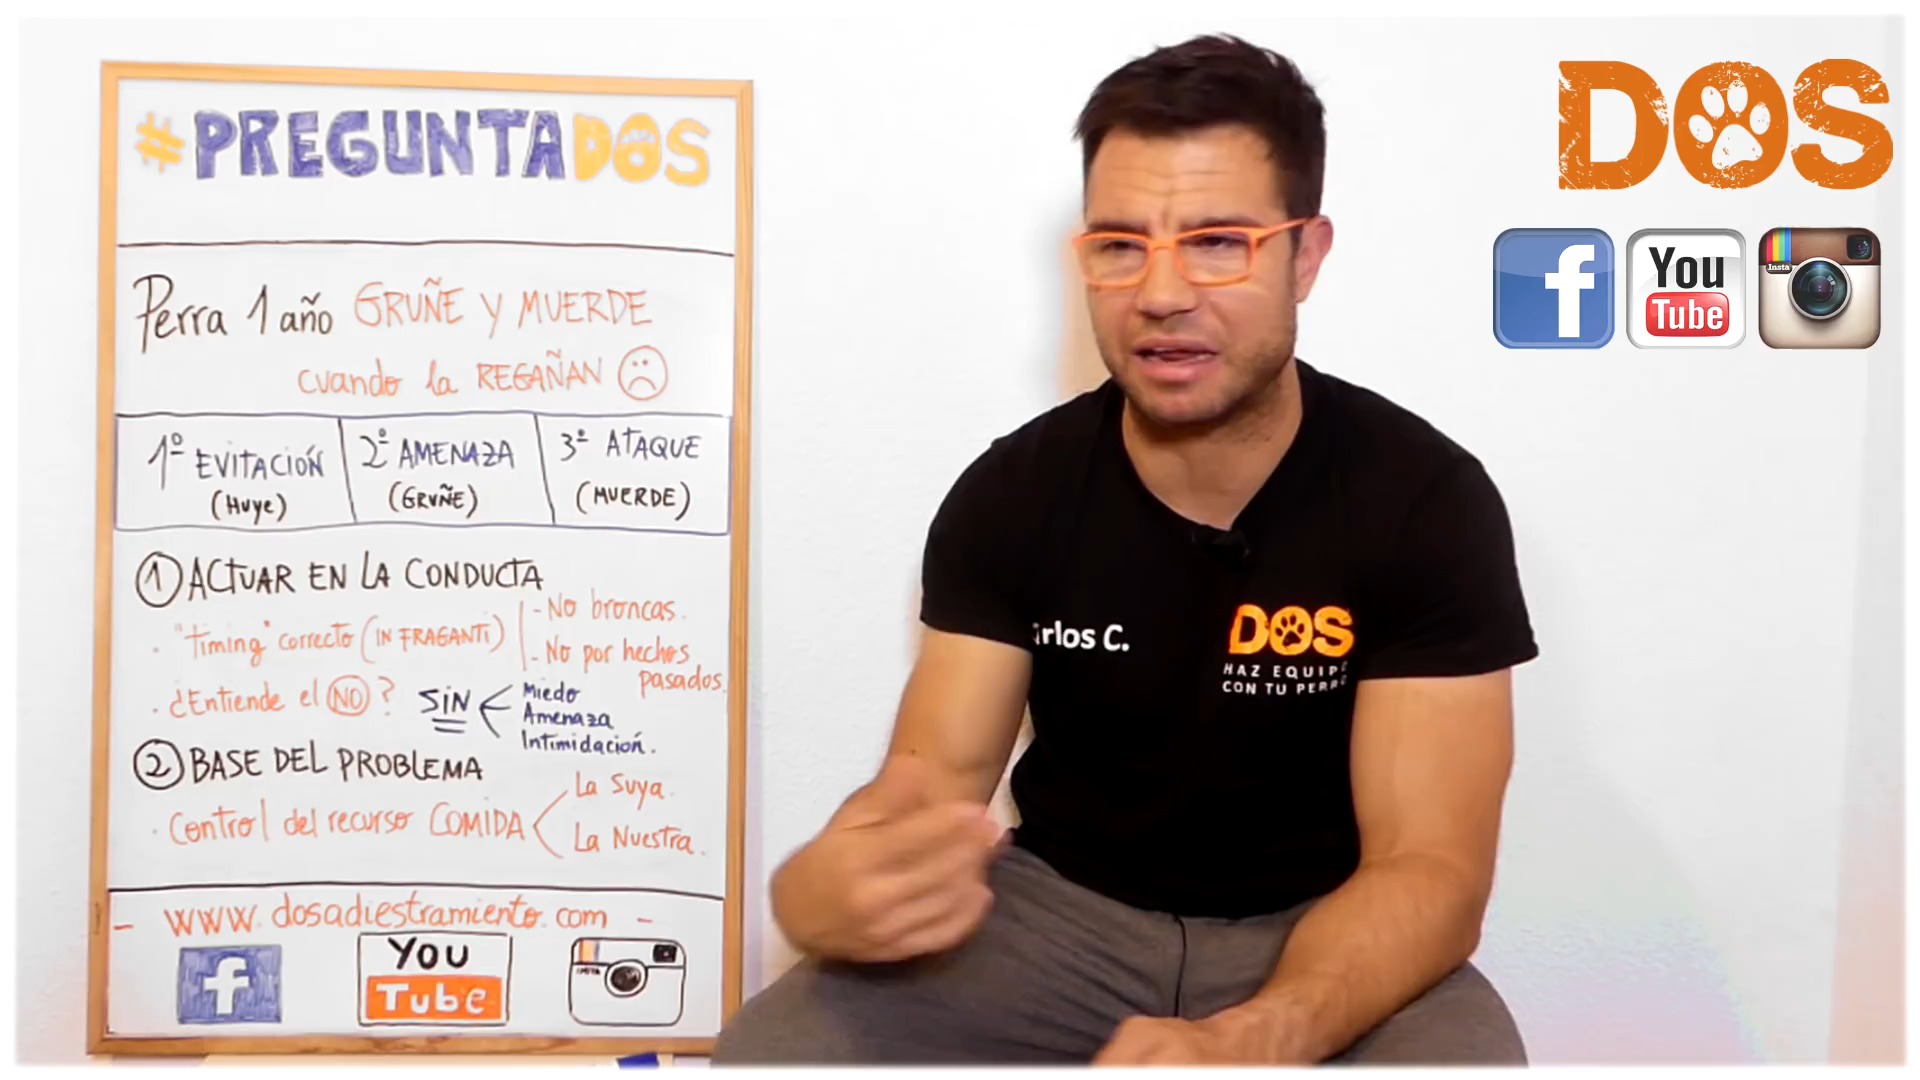 #PREGUNTADOS
Perra 1 año GRUÑE Y MUERDE
cuando la REGAÑAN
1º EVITACIÓN
(Huye)
2º AMENAZA
(GRUÑE)
3º ATAQUE
(MUERDE)
1 ACTUAR EN LA CONDUCTA
· "Timing" correcto (IN FRAGANTI)
- No broncas.
- No por hechos
pasados.
· ¿Entiende el NO?
SIN
Miedo
Amenaza
Intimidación.
2 BASE DEL PROBLEMA
· Control del recurso COMIDA
La Suya.
La Nuestra.
- www.dosadiestramiento.com -
f
YOU
Tube
INSTA
rlos C.
DOS
HAZ EQUIPO
CON TU PERRO
DOS
f
You
Tube
Insta